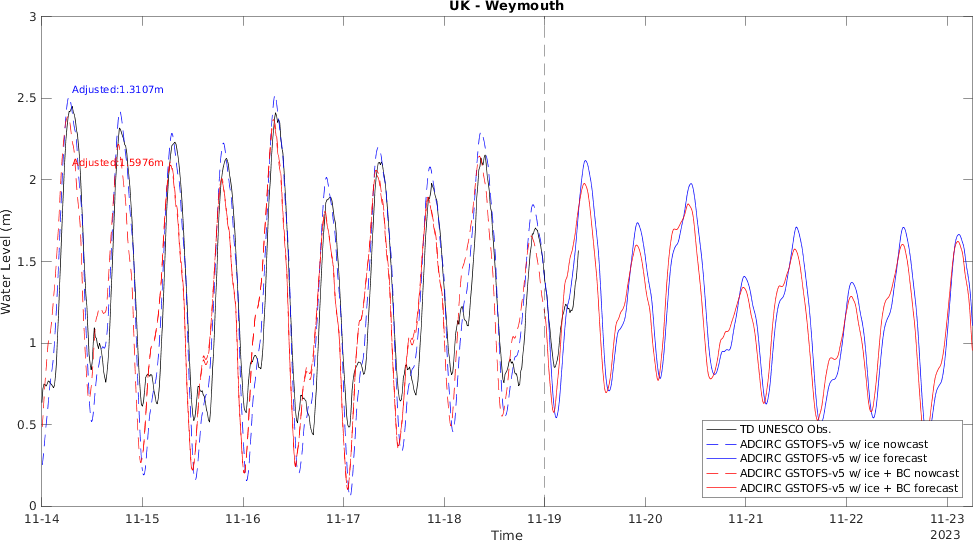 UK - Weymouth
3
2.5
2
1.5
1
0.5
0
Water Level (m)
Adjusted:1.3107m
Adjusted:1.5976m
TD UNESCO Obs.
ADCIRC GSTOFS-v5 w/ ice nowcast
ADCIRC GSTOFS-v5 w/ ice forecast
ADCIRC GSTOFS-v5 w/ ice + BC nowcast
ADCIRC GSTOFS-v5 w/ ice + BC forecast
11-14 11-15 11-16 11-17 11-18 11-19 11-20 11-21 11-22 11-23
2023
Time